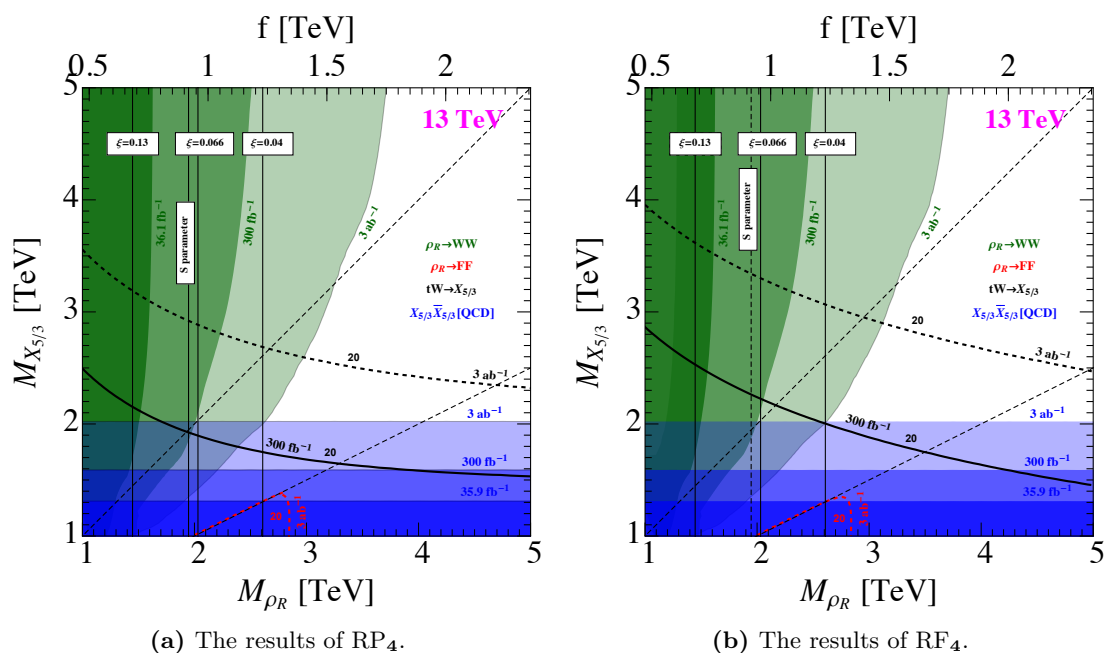 f [TeV]
0.5
1
1.5
2
5
4
3
2
1
M_{X_{5/3}} [TeV]
13 TeV
ξ=0.13
ξ=0.066
ξ=0.04
S parameter
36.1 fb⁻¹
300 fb⁻¹
3 ab⁻¹
ρ_R→WW
ρ_R→FF
tW→X_{5/3}
X_{5/3}X̅_{5/3}[QCD]
20
3 ab⁻¹
3 ab⁻¹
300 fb⁻¹
20
300 fb⁻¹
35.9 fb⁻¹
20
3 ab⁻¹
1
2
3
4
5
M_{ρ_R} [TeV]
(a) The results of RP₄.
f [TeV]
0.5
1
1.5
2
5
4
3
2
1
M_{X_{5/3}} [TeV]
13 TeV
ξ=0.13
ξ=0.066
ξ=0.04
S parameter
36.1 fb⁻¹
300 fb⁻¹
3 ab⁻¹
ρ_R→WW
ρ_R→FF
tW→X_{5/3}
X_{5/3}X̅_{5/3}[QCD]
20
3 ab⁻¹
3 ab⁻¹
300 fb⁻¹
20
300 fb⁻¹
35.9 fb⁻¹
20
3 ab⁻¹
1
2
3
4
5
M_{ρ_R} [TeV]
(b) The results of RF₄.